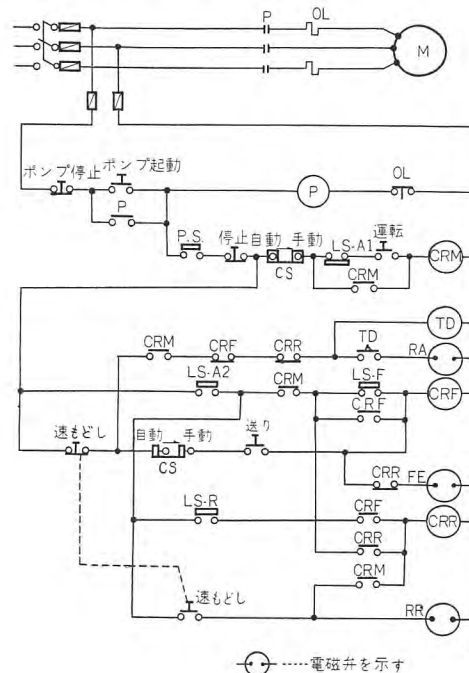 P OL
M
ポンプ停止 ポンプ起動
OL
P
P
P.S. 停止 自動 手動 LS-A1 運転
CRM
CS
CRM
CRM CRF CRR TD
TD
RA
LS-A2 CRM LS-F
CRF
CRF
速もどし
自動 手動 送り
CS
CRR FE
LS-R CRF
CRR
CRR
CRM
速もどし
RR
-----電磁弁を示す